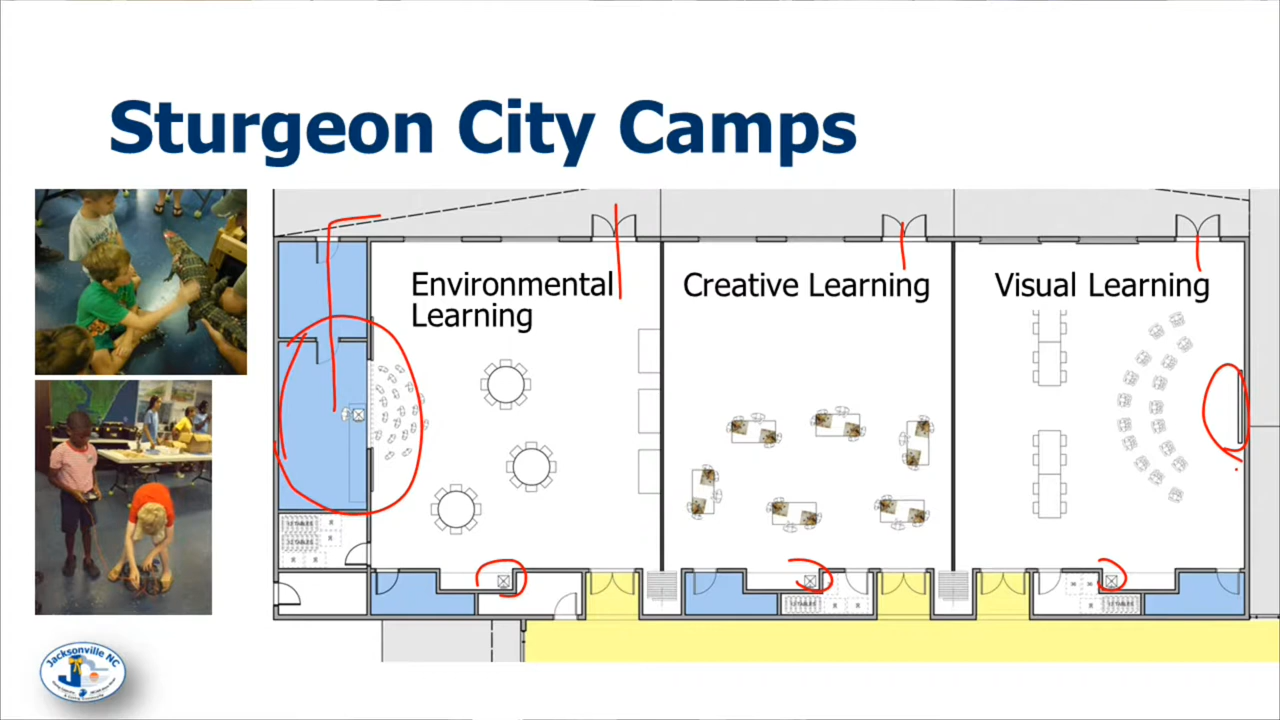 Sturgeon City Camps
Environmental
Learning
Creative Learning
Visual Learning
Jacksonville NC